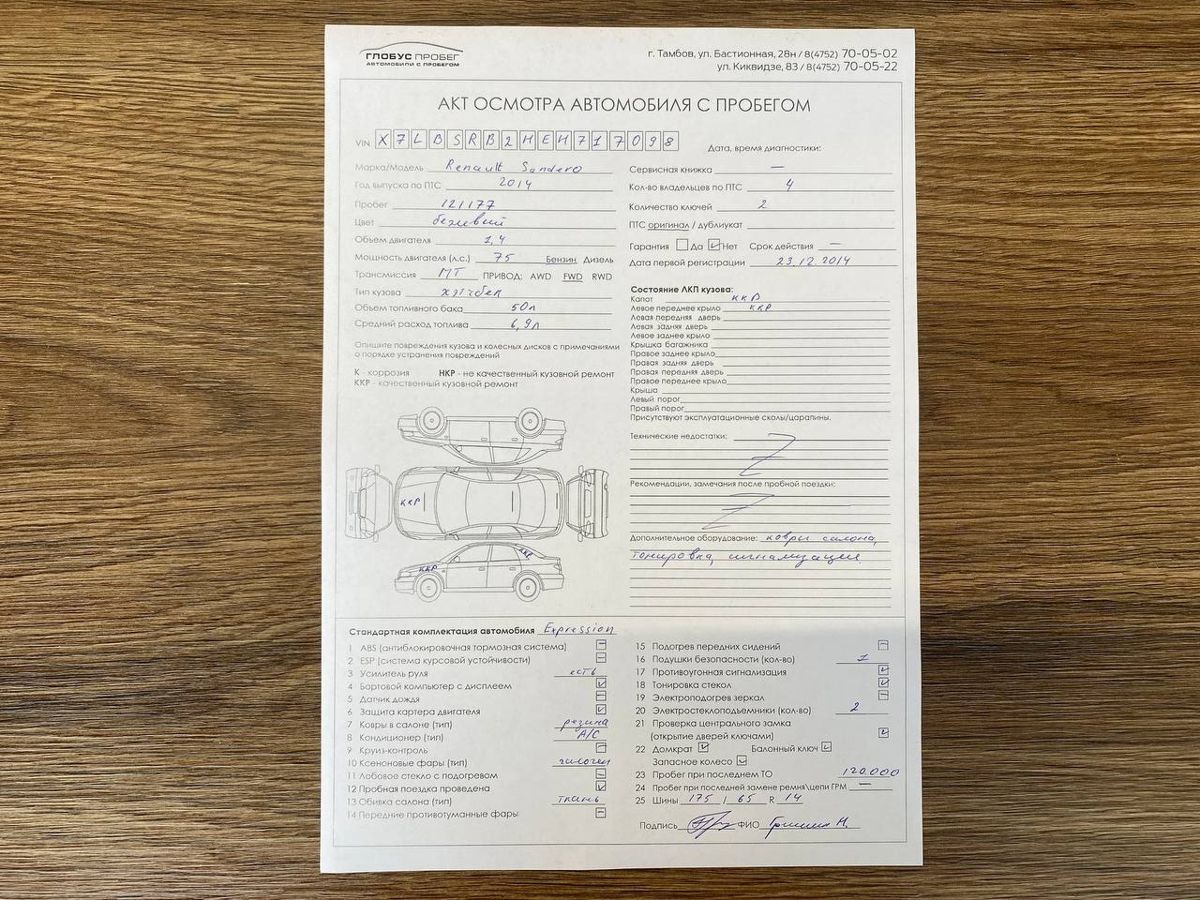 ГЛОБУС ПРОБЕГ
АВТОМОБИЛИ С ПРОБЕГОМ
г. Тамбов, ул. Бастионная, 28н / 8(4752) 70-05-02
ул. Киквидзе, 83 / 8(4752) 70-05-22
АКТ ОСМОТРА АВТОМОБИЛЯ С ПРОБЕГОМ
VIN X7LBSRB2HEH717098
Дата, время диагностики:
Марка/Модель Renault Sandero
Год выпуска по ПТС 2014
Пробег 121177
Цвет бежевый
Объем двигателя 1,4
Мощность двигателя (л.с.) 75 Бензин Дизель
Трансмиссия МТ ПРИВОД: AWD FWD RWD
Тип кузова хэтчбек
Объем топливного бака 50л
Средний расход топлива 6,9л
Опишите повреждения кузова и колесных дисков с примечаниями
о порядке устранения повреждений
К - коррозия НКР - не качественный кузовной ремонт
ККР - качественный кузовной ремонт
ККР
ККР
ККР
Сервисная книжка —
Кол-во владельцев по ПТС 4
Количество ключей 2
ПТС оригинал / дубликат
Гарантия Да Нет Срок действия —
Дата первой регистрации 23.12.2014
Состояние ЛКП кузова:
Капот ККР
Левое переднее крыло ККР
Левая передняя дверь
Левая задняя дверь
Левое заднее крыло
Крышка багажника
Правое заднее крыло
Правая задняя дверь
Правая передняя дверь
Правое переднее крыло
Крыша
Левый порог
Правый порог
Присутствуют эксплуатационные сколы/царапины.
Технические недостатки:
Рекомендации, замечания после пробной поездки:
Дополнительное оборудование: ковры салона,
тонировка, сигнализация
Стандартная комплектация автомобиля Expression
1 ABS (антиблокировочная тормозная система) —
2 ESP (система курсовой устойчивости) —
3 Усилитель руля есть
4 Бортовой компьютер с дисплеем
5 Датчик дождя —
6 Защита картера двигателя
7 Ковры в салоне (тип) резина
8 Кондиционер (тип) A/C
9 Круиз-контроль —
10 Ксеноновые фары (тип) галоген
11 Лобовое стекло с подогревом —
12 Пробная поездка проведена
13 Обивка салона (тип) ткань
14 Передние противотуманные фары —
15 Подогрев передних сидений —
16 Подушки безопасности (кол-во) 1
17 Противоугонная сигнализация
18 Тонировка стекол
19 Электроподогрев зеркал —
20 Электростеклоподъемники (кол-во) 2
21 Проверка центрального замка
(открытие дверей ключами)
22 Домкрат Балонный ключ
Запасное колесо
23 Пробег при последнем ТО 120.000
24 Пробег при последней замене ремня\цепи ГРМ —
25 Шины 175 / 65 R 14
Подпись ФИО